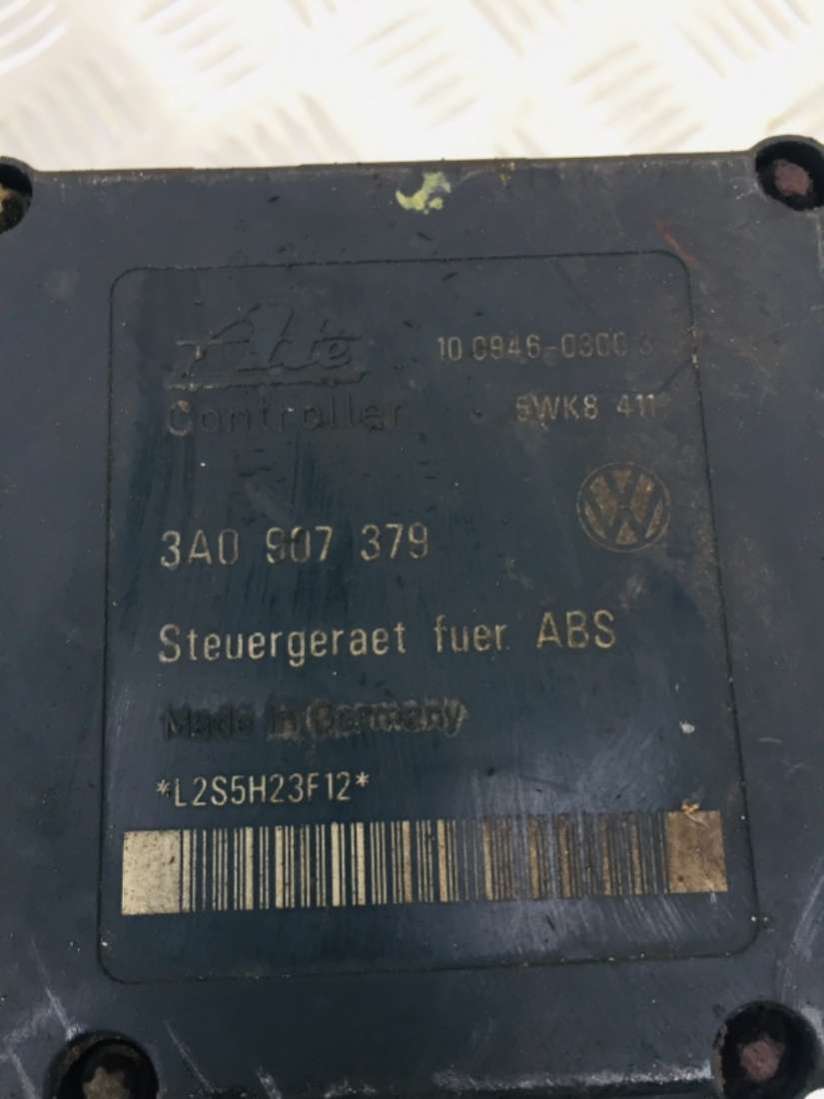 Ate
10.0946-0300.3
Controller
5WK8 411
3A0 907 379
Steuergeraet fuer ABS
Made in Germany
*L2S5H23F12*